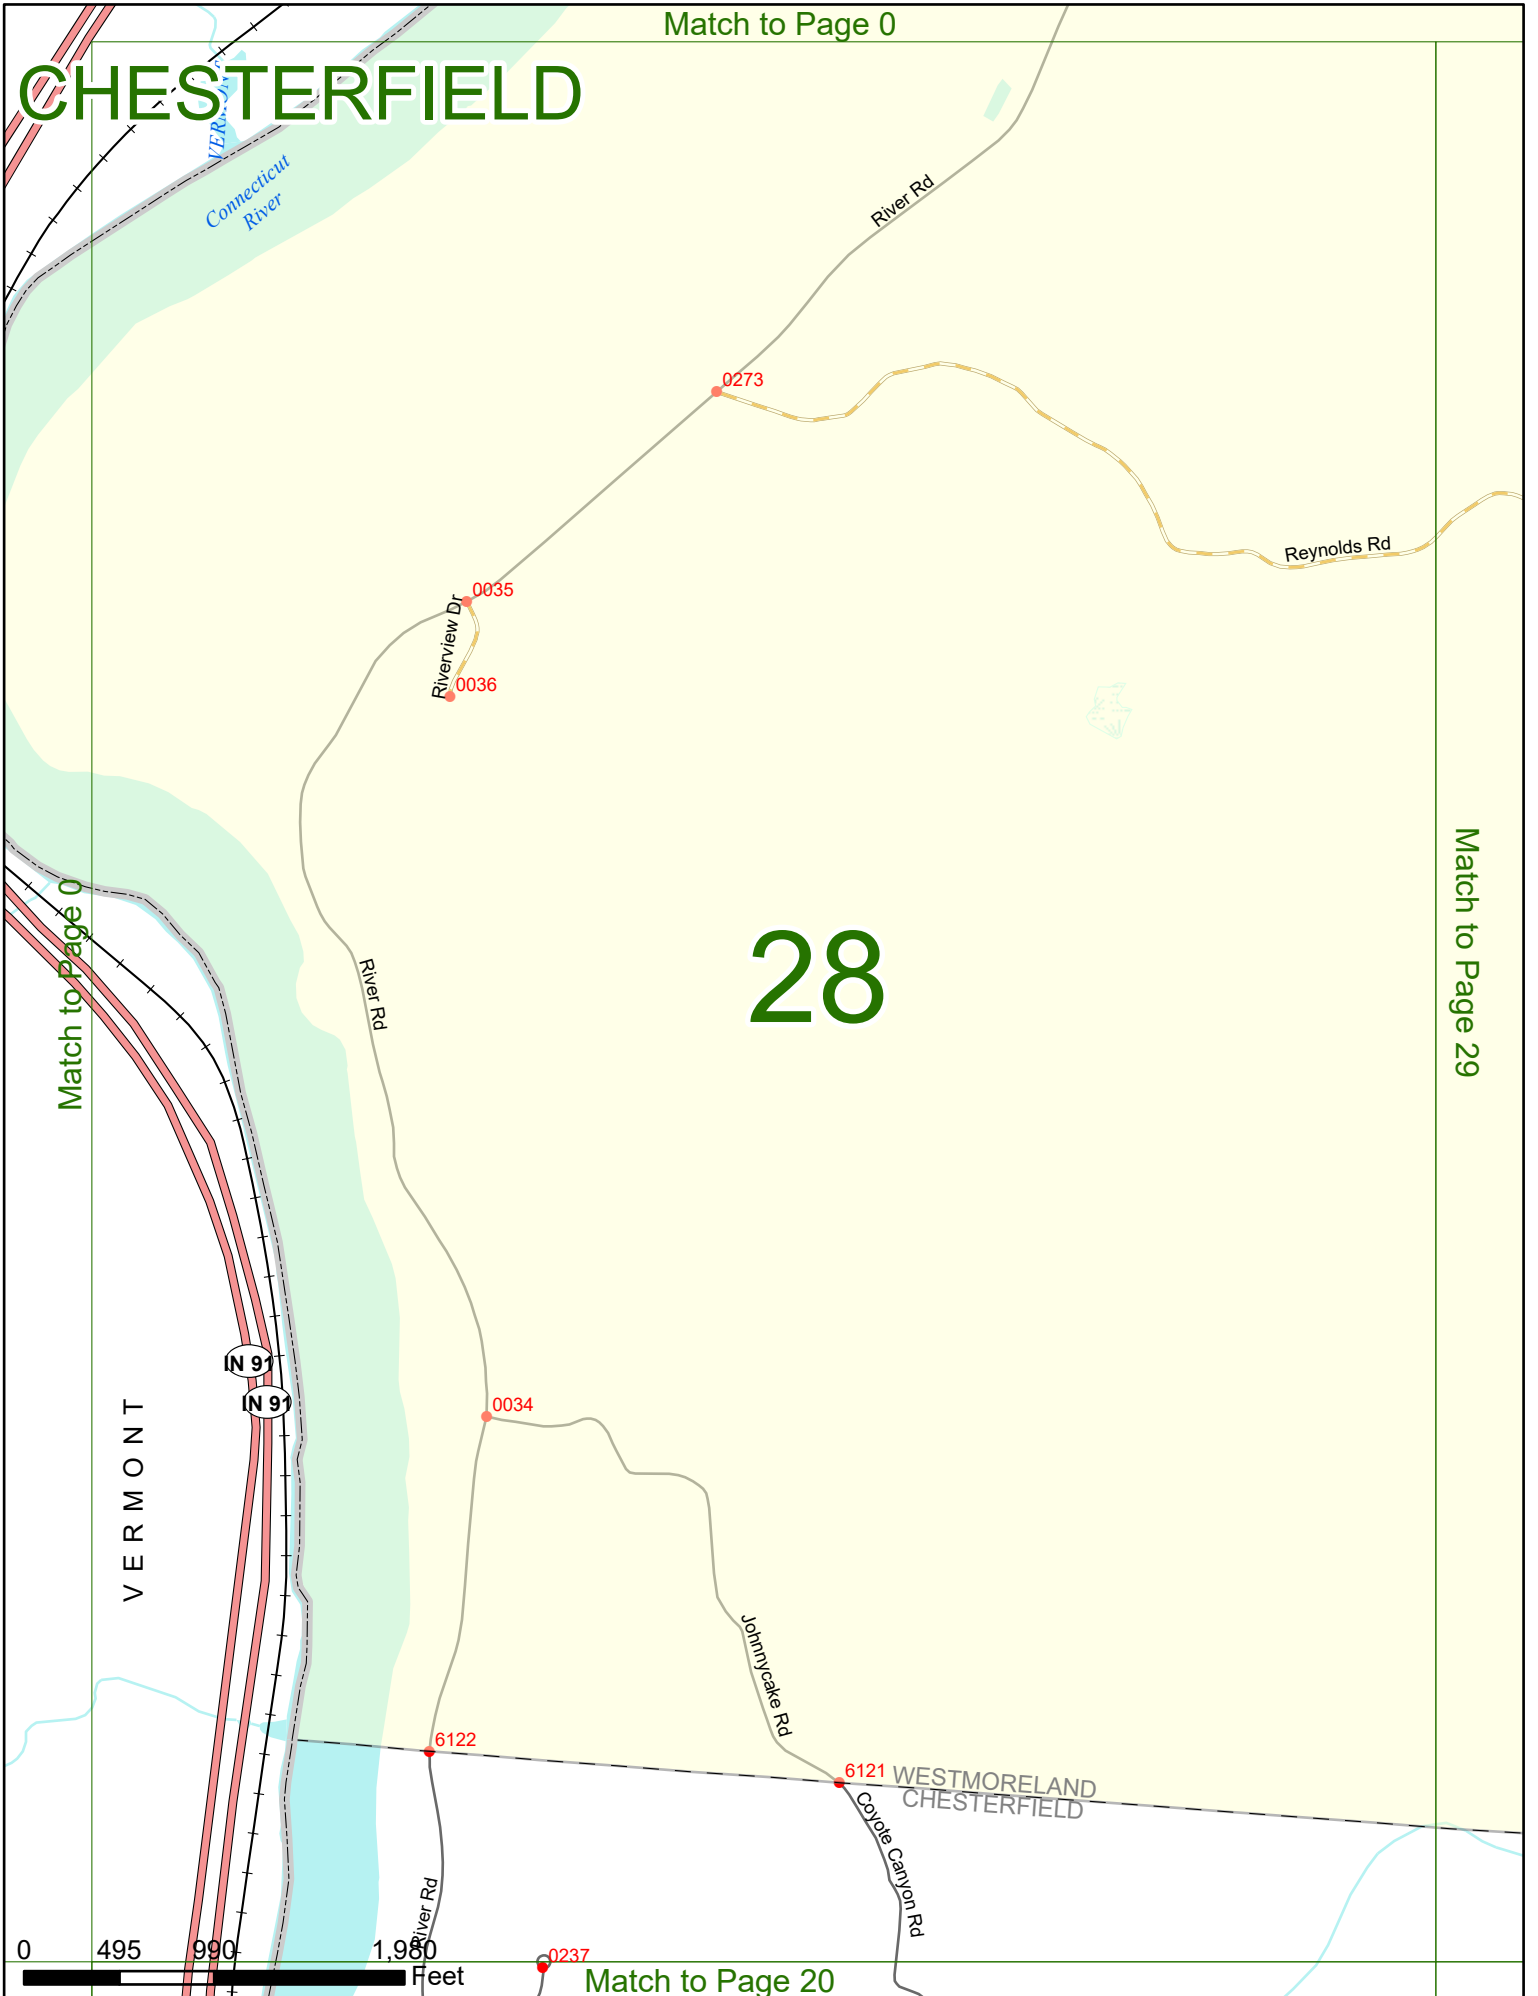 Match to Page 0
CHESTERFIELD
VERMONT
Connecticut
River
River Rd
0273
Reynolds Rd
0035
Riverview Dr
0036
Match to Page 0
Match to Page 29
28
River Rd
IN 91
IN 91
0034
VERMONT
Johnnycake Rd
6122
6121
WESTMORELAND
CHESTERFIELD
Coyote Canyon Rd
River Rd
0 495 990 1,980
Feet
0237
Match to Page 20